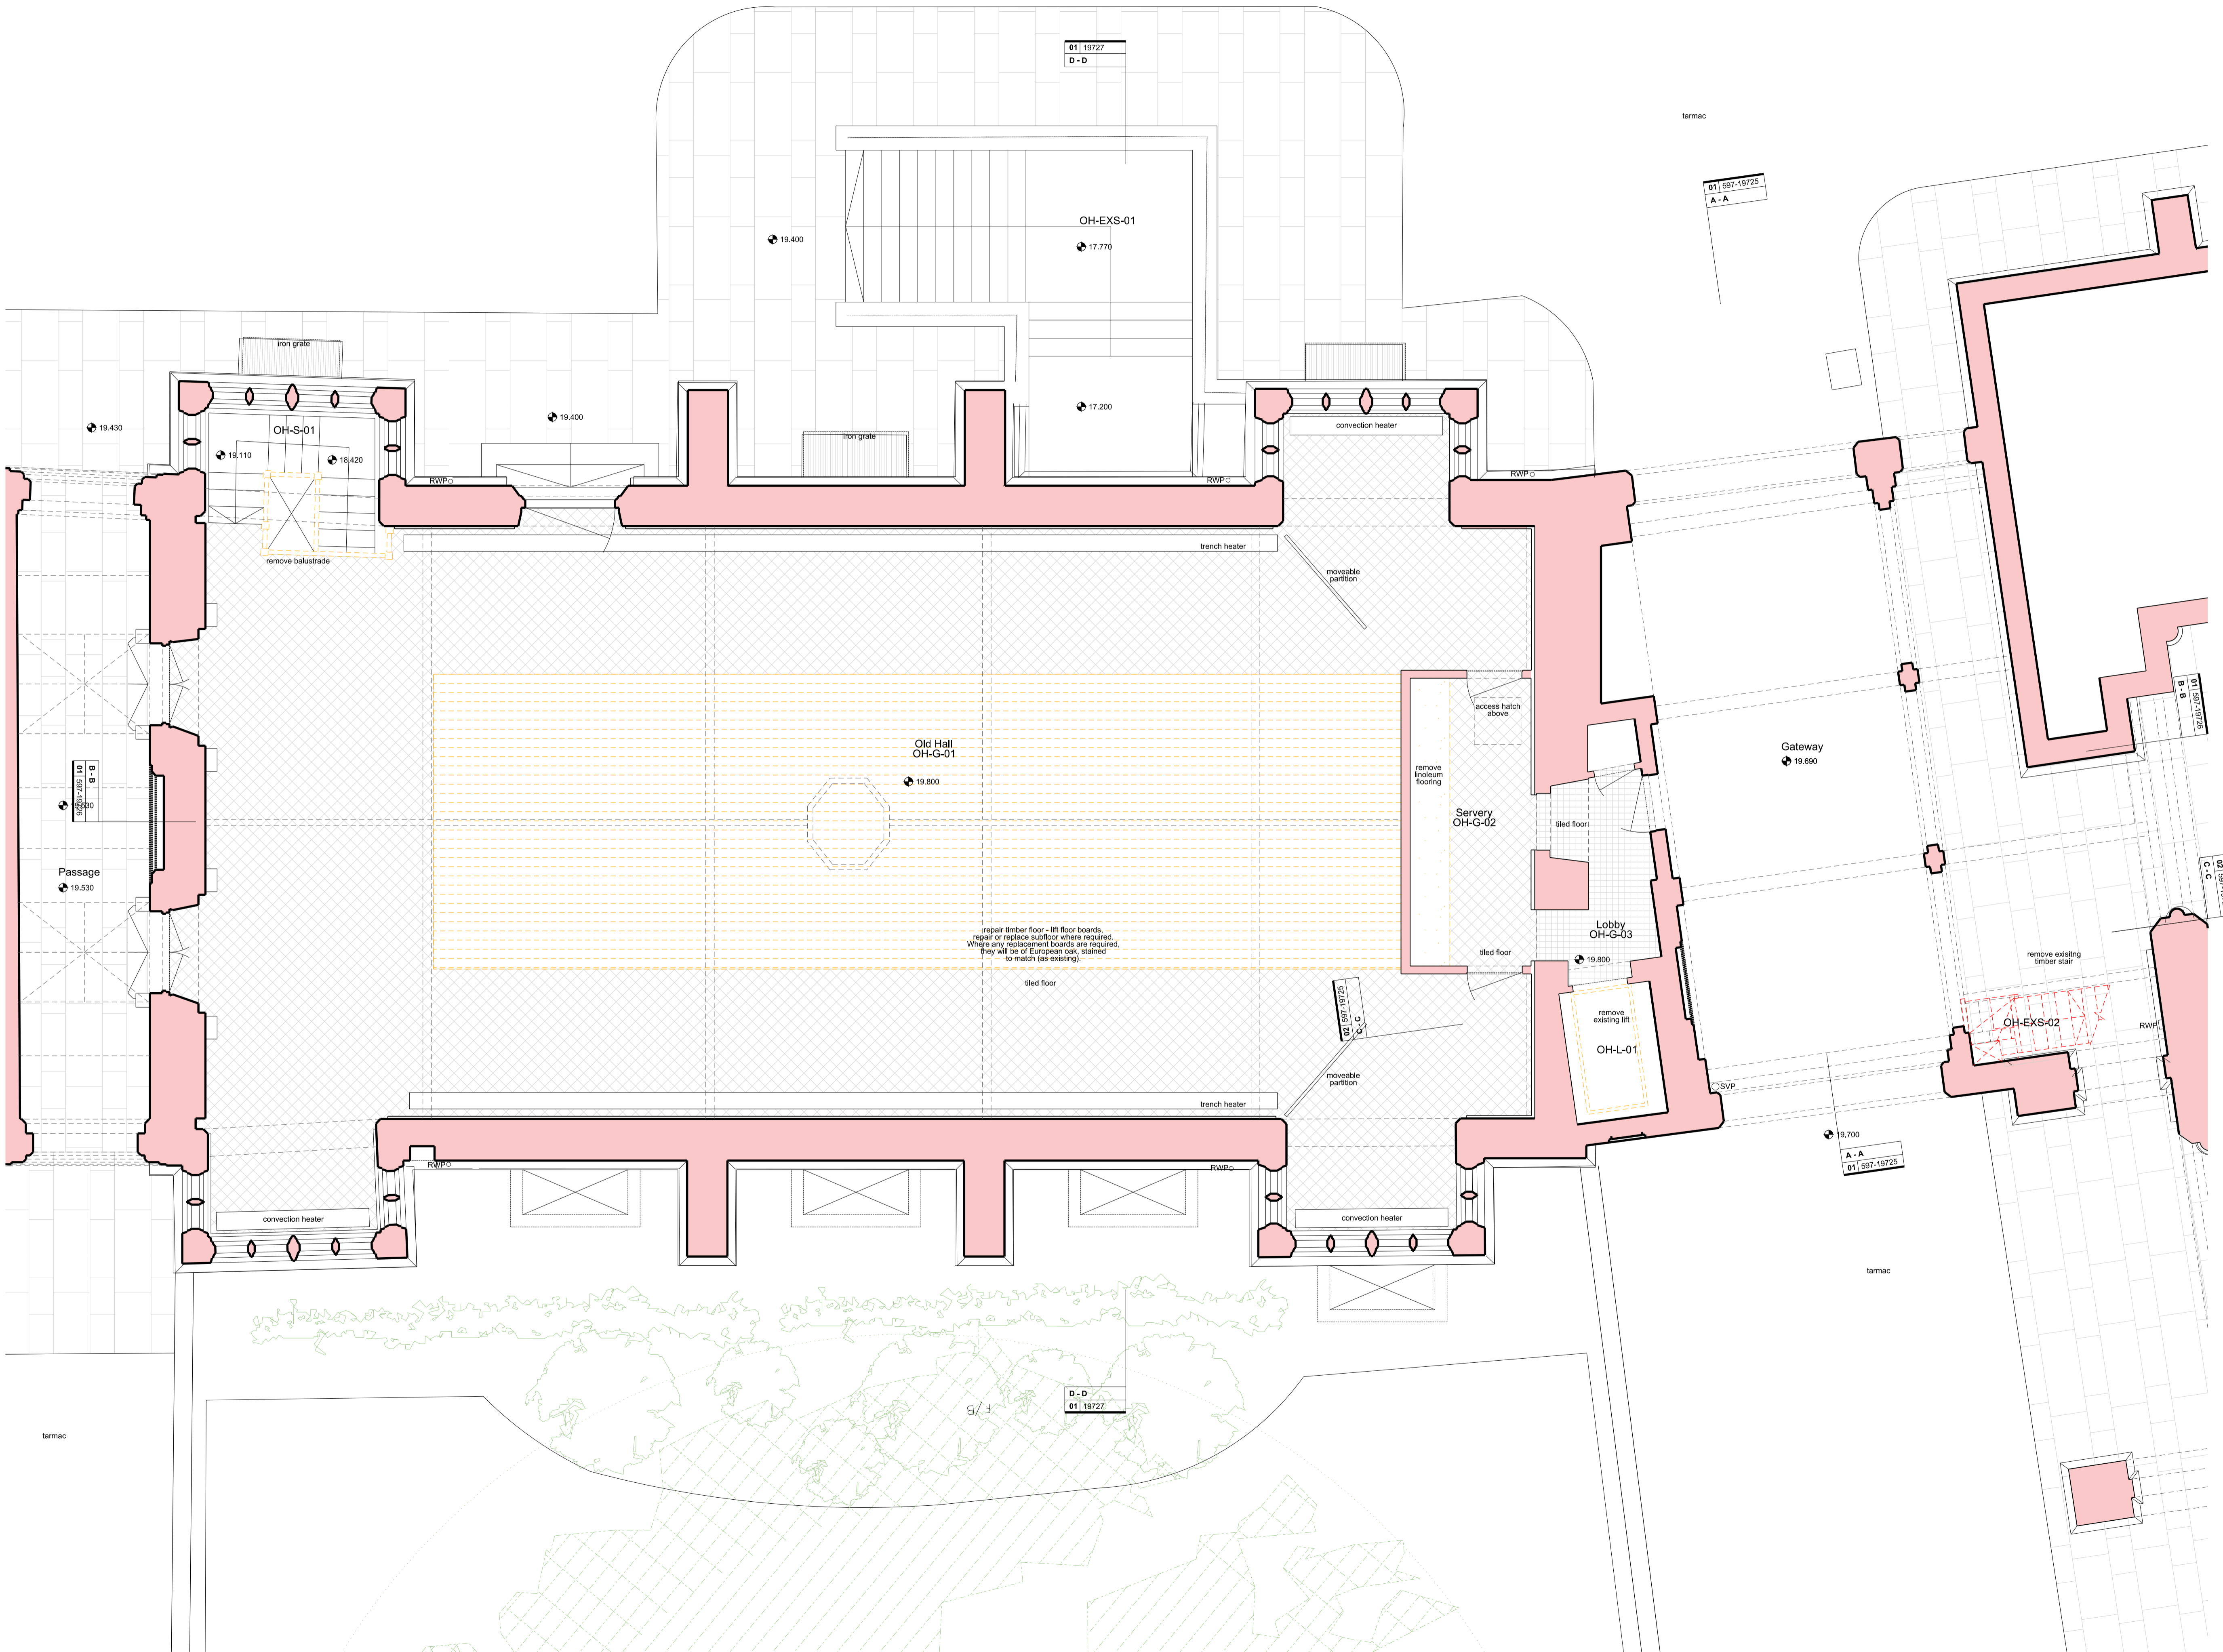 01 19727
D - D
tarmac
01 597-19725
A - A
OH-EXS-01
19.400
17.770
iron grate
17.200
19.400
19.430
OH-S-01
convection heater
19.110
18.420
RWP
RWP
RWP
iron grate
trench heater
remove balustrade
moveable
partition
01 597-19726
B - B
access hatch
above
Old Hall
OH-G-01
19.800
Gateway
19.690
remove
linoleum
flooring
B - B
01 597-19726
19.530
Servery
OH-G-02
tiled floor
Passage
19.530
C - C
Lobby
OH-G-03
19.800
repair timber floor - lift floor boards,
repair or replace subfloor where required.
Where any replacement boards are required,
they will be of European oak, stained
to match (as existing).
tiled floor
tiled floor
remove exisitng
timber stair
02 597-19725
C - C
remove
existing lift
OH-EXS-02
RWP
OH-L-01
moveable
partition
SVP
trench heater
19.700
A - A
01 597-19725
RWP
RWP
convection heater
convection heater
tarmac
D - D
01 19727
F/B
tarmac